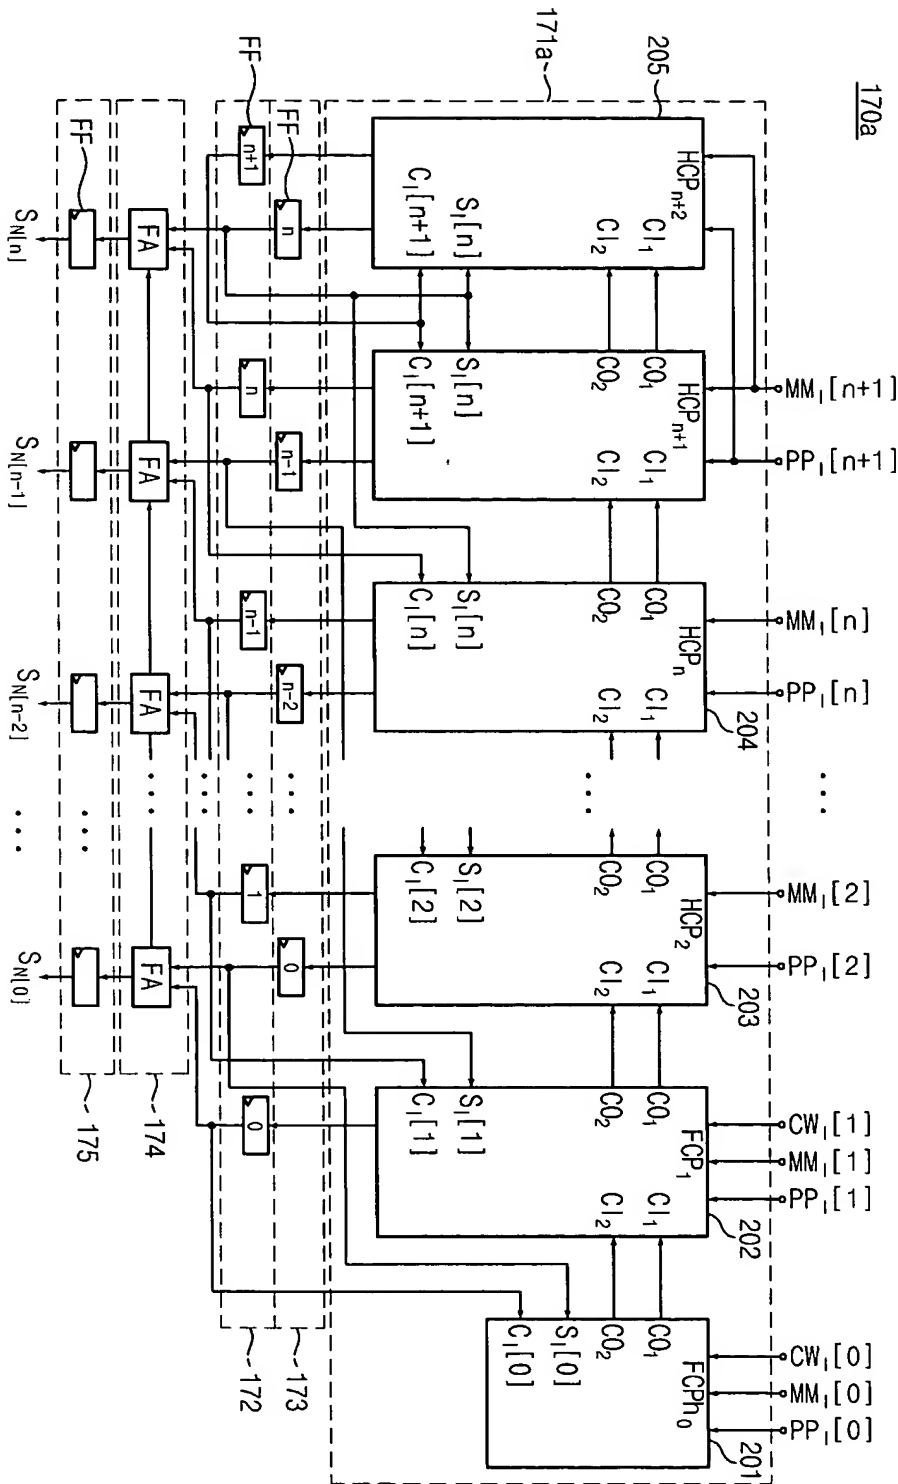 170a
205
171a
FF
FF
FF
HCPn+2
CI1
CI2
SI[n]
CI[n+1]
n+1
n
FA
SN[n]
MMI[n+1]
PPI[n+1]
HCPn+1
CO1
CO2
CI1
CI2
SI[n]
CI[n+1]
n
n-1
FA
SN[n-1]
MMI[n]
PPI[n]
HCPn
204
CO1
CO2
CI1
CI2
SI[n]
CI[n]
n-1
n-2
FA
SN[n-2]
...
...
...
...
...
...
...
...
MMI[2]
PPI[2]
HCP2
203
CO1
CO2
CI1
CI2
SI[2]
CI[2]
1
0
FA
SN[0]
CWI[1]
MMI[1]
PPI[1]
FCP1
202
CO1
CO2
CI1
CI2
SI[1]
CI[1]
0
CWI[0]
MMI[0]
PPI[0]
FCPh0
201
CO1
CO2
SI[0]
CI[0]
173
172
174
175